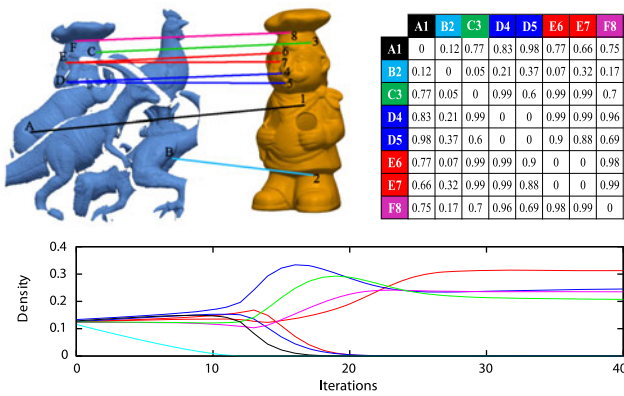 F
C
E
D
A
B
8
3
6
7
4
5
1
2
A1 B2 C3 D4 D5 E6 E7 F8
A1 0 0.12 0.77 0.83 0.98 0.77 0.66 0.75
B2 0.12 0 0.05 0.21 0.37 0.07 0.32 0.17
C3 0.77 0.05 0 0.99 0.6 0.99 0.99 0.7
D4 0.83 0.21 0.99 0 0.99 0.99 0.99 0.96
D5 0.98 0.37 0.6 0 0 0.9 0.88 0.69
E6 0.77 0.07 0.99 0.99 0.9 0 0 0.98
E7 0.66 0.32 0.99 0.99 0.88 0 0 0.99
F8 0.75 0.17 0.7 0.96 0.69 0.98 0.99 0
0.4
0.3
0.2
0.1
0
Density
0 10 20 30 40
Iterations